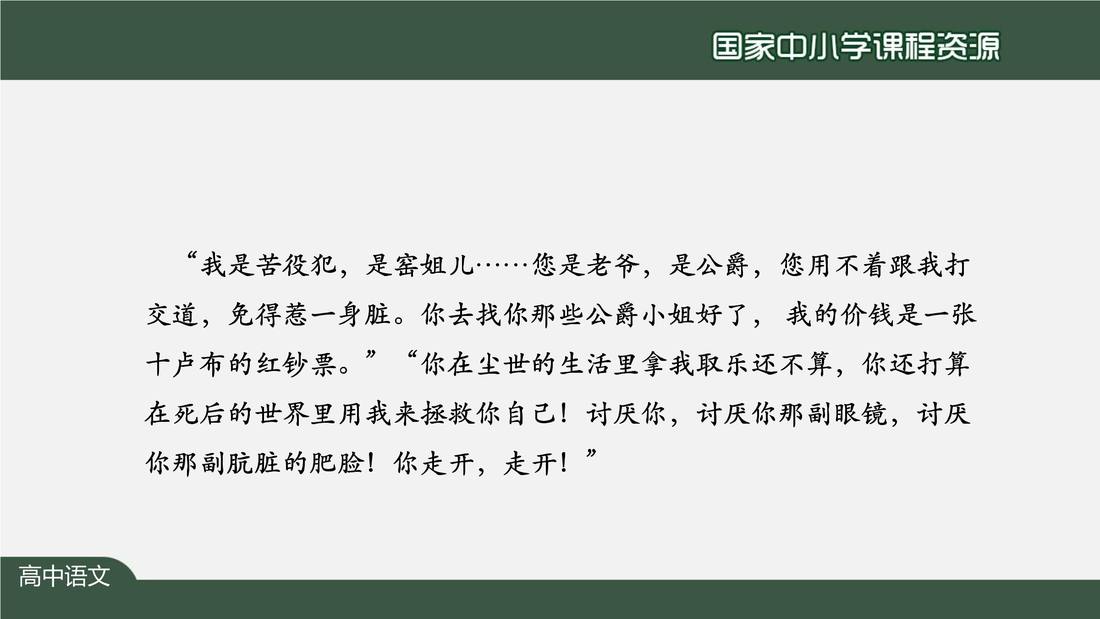 国家中小学课程资源
“我是苦役犯，是窑姐儿……您是老爷，是公爵，您用不着跟我打
交道，免得惹一身脏。你去找你那些公爵小姐好了， 我的价钱是一张
十卢布的红钞票。”“你在尘世的生活里拿我取乐还不算，你还打算
在死后的世界里用我来拯救你自己！讨厌你，讨厌你那副眼镜，讨厌
你那副肮脏的肥脸！你走开，走开！”
高中语文